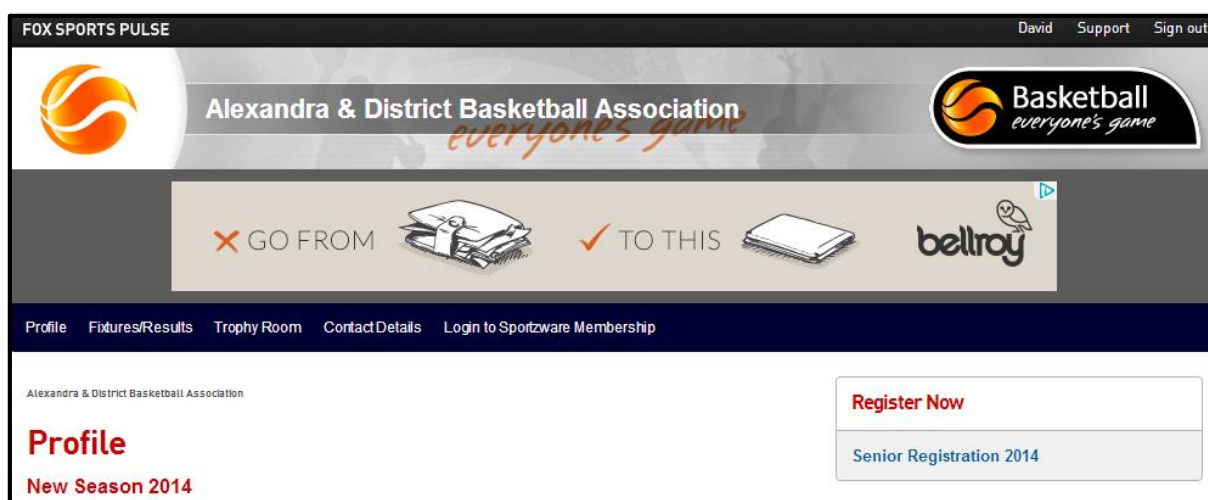 FOX SPORTS PULSE
David Support Sign out
Alexandra & District Basketball Association
everyone's game
Basketball
everyone's game
GO FROM
TO THIS
bellroy
Profile Fixtures/Results Trophy Room Contact Details Login to Sportzware Membership
Alexandra & District Basketball Association
Profile
New Season 2014
Register Now
Senior Registration 2014